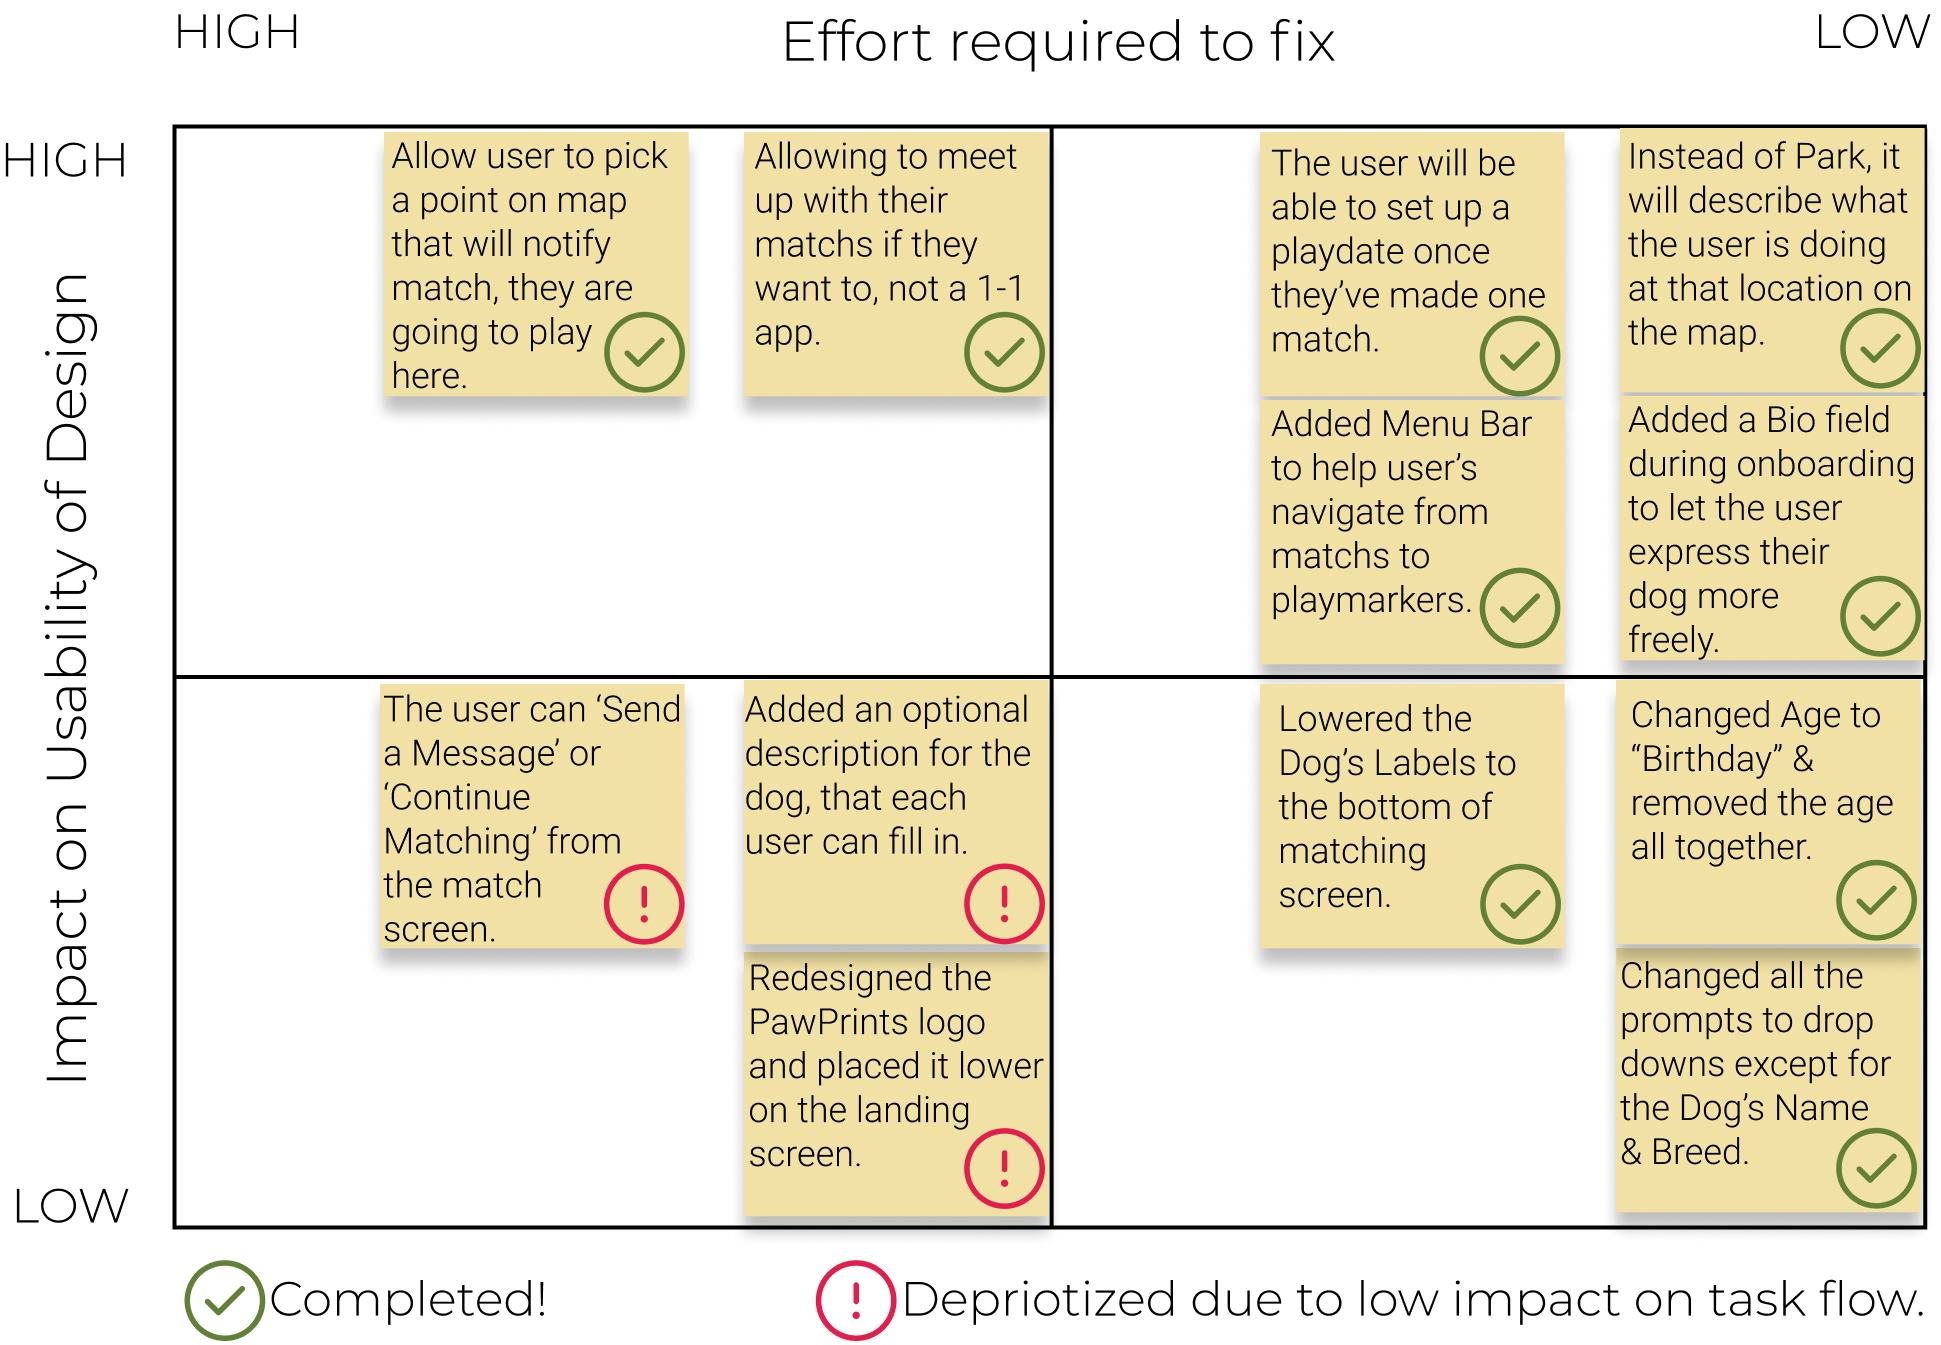 HIGH
Effort required to fix
LOW
HIGH
Impact on Usability of Design
LOW
Allow user to pick
a point on map
that will notify
match, they are
going to play
here.
Allowing to meet
up with their
matchs if they
want to, not a 1-1
app.
The user will be
able to set up a
playdate once
they’ve made one
match.
Instead of Park, it
will describe what
the user is doing
at that location on
the map.
Added Menu Bar
to help user’s
navigate from
matchs to
playmarkers.
Added a Bio field
during onboarding
to let the user
express their
dog more
freely.
The user can ‘Send
a Message’ or
‘Continue
Matching’ from
the match
screen.
Added an optional
description for the
dog, that each
user can fill in.
Redesigned the
PawPrints logo
and placed it lower
on the landing
screen.
Lowered the
Dog’s Labels to
the bottom of
matching
screen.
Changed Age to
“Birthday” &
removed the age
all together.
Changed all the
prompts to drop
downs except for
the Dog’s Name
& Breed.
Completed!
Depriotized due to low impact on task flow.